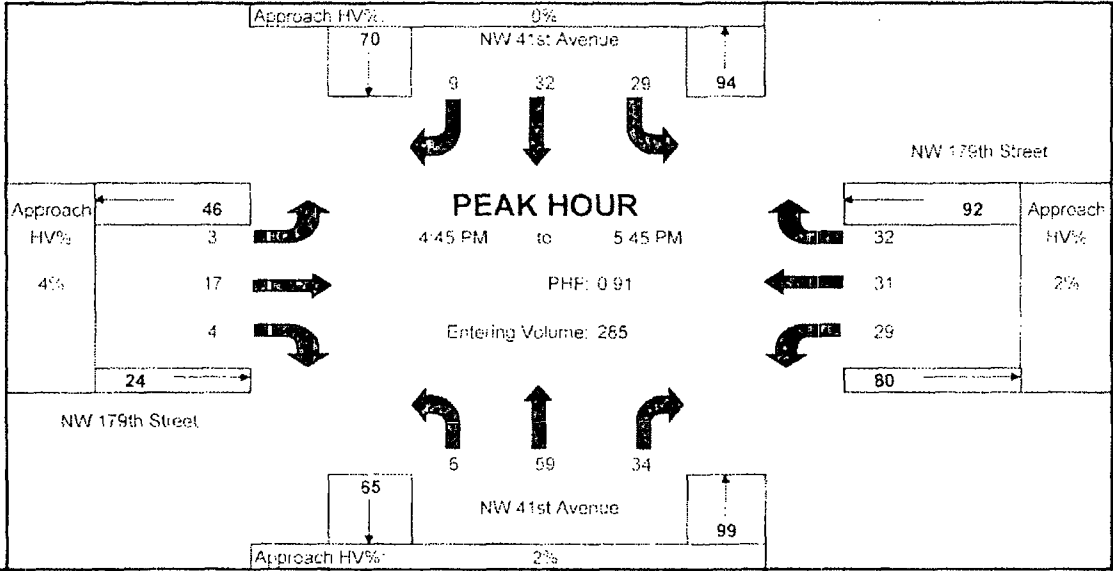 Approach HV%: 0%
70 NW 41st Avenue 94
9 32 29
NW 179th Street
Approach 46 PEAK HOUR 92 Approach
HV% 3 4:45 PM to 5:45 PM 32 HV%
4% 17 PHF: 0.91 31 2%
4 Entering Volume: 285 29
24 80
NW 179th Street
6 59 34
65 NW 41st Avenue 99
Approach HV%: 2%